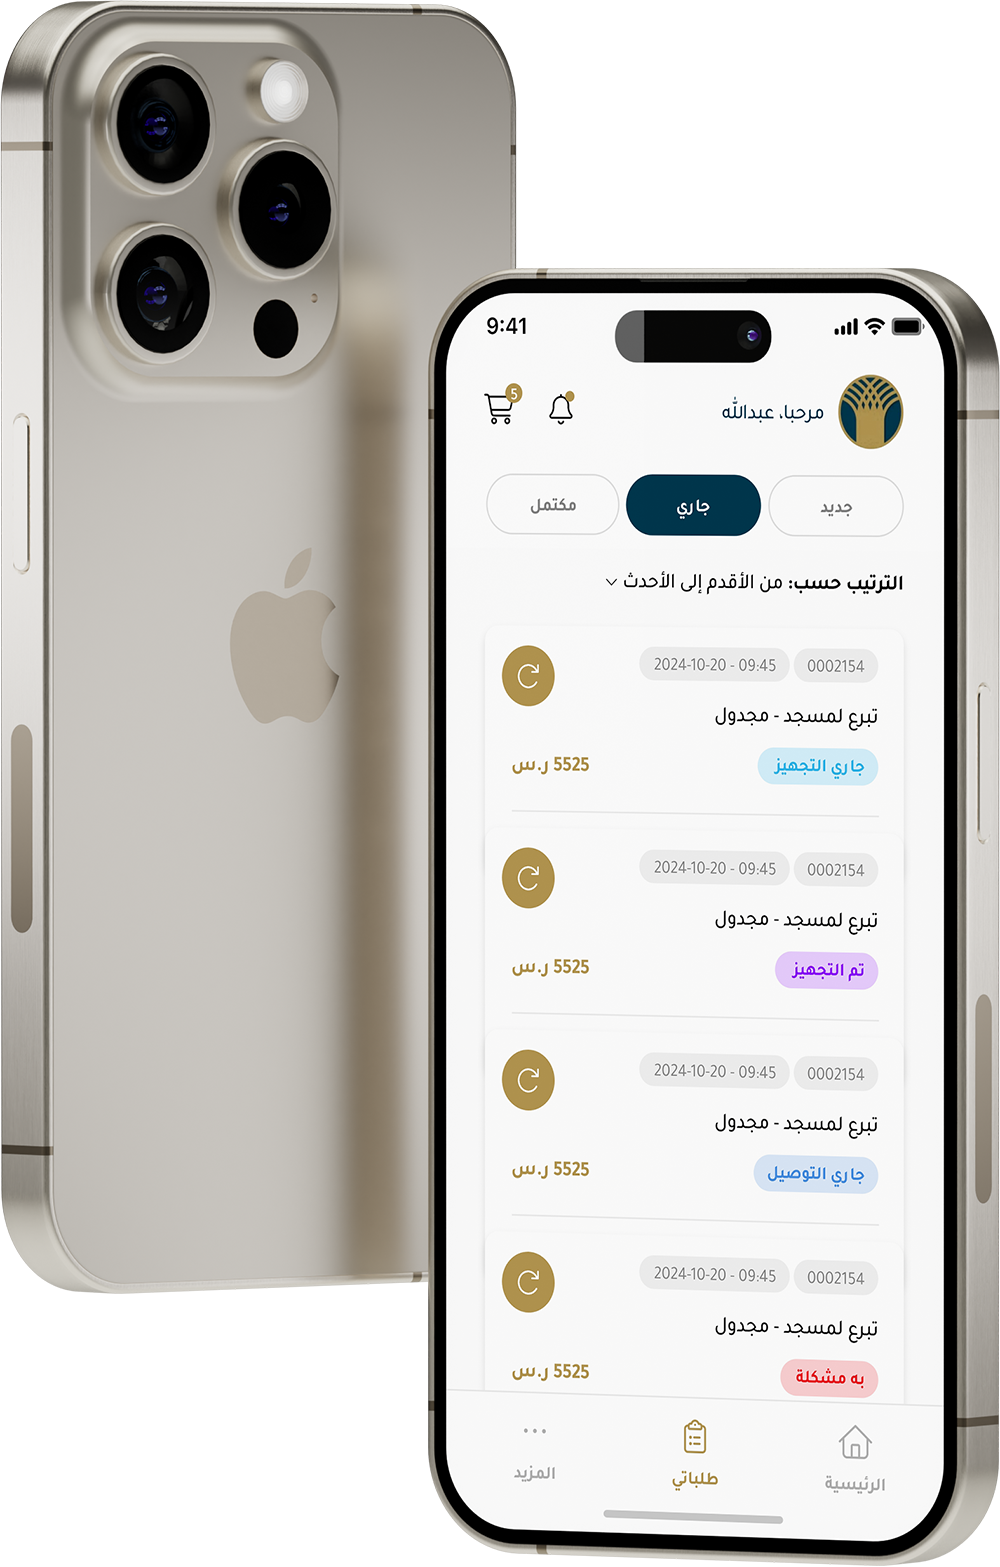 9:41
مرحبا، عبدالله
5
جديد
جاري
مكتمل
الترتيب حسب: من الأقدم إلى الأحدث
0002154
2024-10-20 - 09:45
تبرع لمسجد - مجدول
جاري التجهيز
5525 ر.س
0002154
2024-10-20 - 09:45
تبرع لمسجد - مجدول
تم التجهيز
5525 ر.س
0002154
2024-10-20 - 09:45
تبرع لمسجد - مجدول
جاري التوصيل
5525 ر.س
0002154
2024-10-20 - 09:45
تبرع لمسجد - مجدول
به مشكلة
5525 ر.س
الرئيسية
طلباتي
المزيد